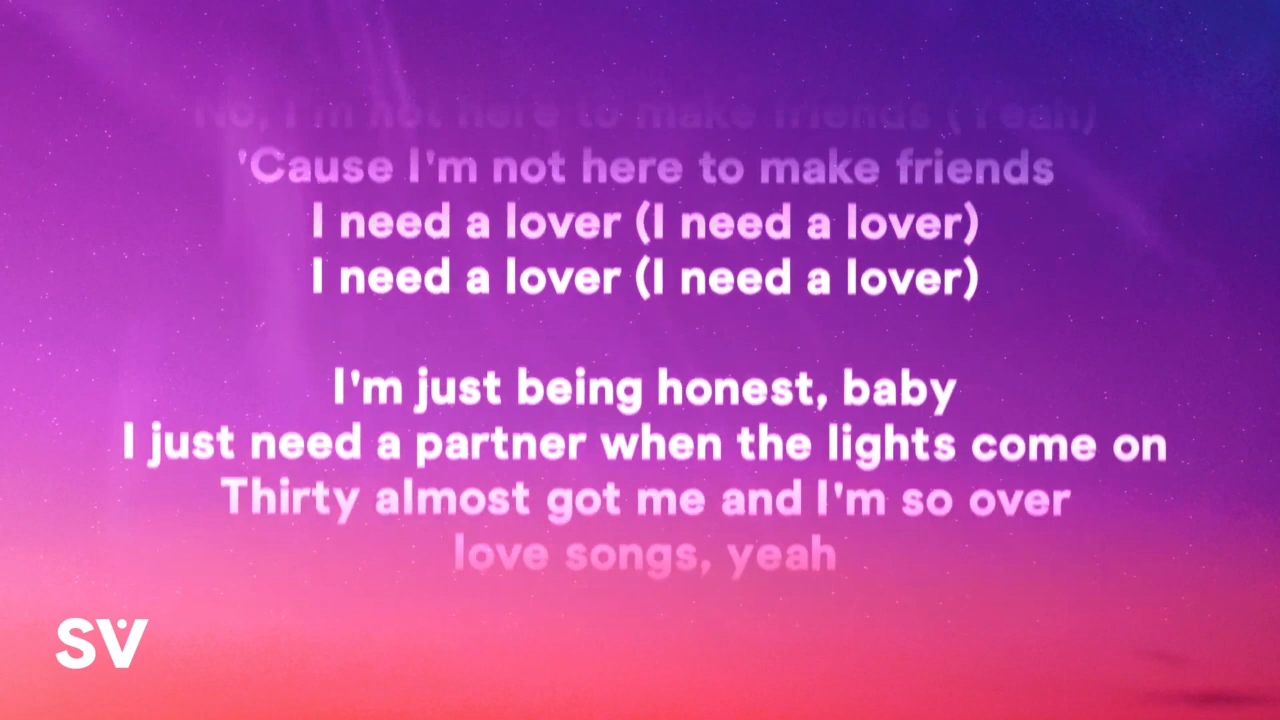 No, I'm not here to make friends (Yeah)
'Cause I'm not here to make friends
I need a lover (I need a lover)
I need a lover (I need a lover)
I'm just being honest, baby
I just need a partner when the lights come on
Thirty almost got me and I'm so over
love songs, yeah
SV